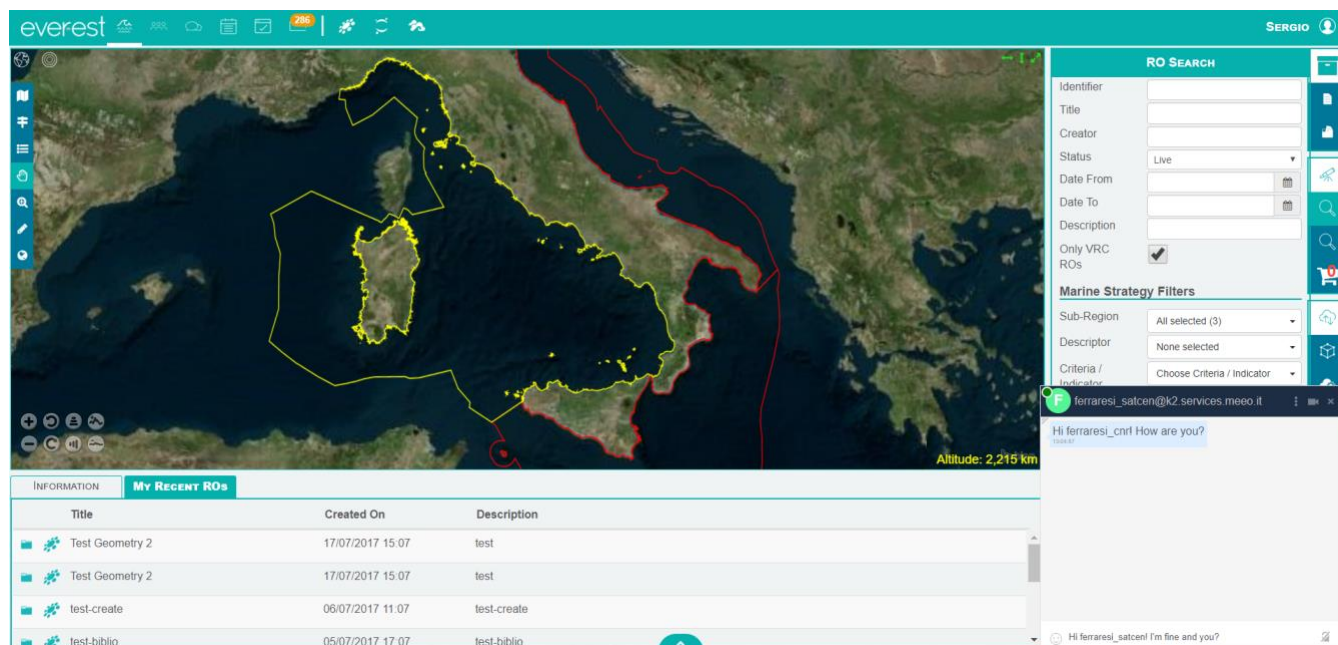 everest
286
SERGIO
RO SEARCH
Identifier
Title
Creator
Status Live
Date From
Date To
Description
Only VRC
ROs
Marine Strategy Filters
Sub-Region All selected (3)
Descriptor None selected
Criteria / Choose Criteria / Indicator
Indicator
0
Altitude: 2,215 km
F ferraresi_satcen@k2.services.meeo.it
Hi ferraresi_cnr! How are you?
Hi ferraresi_satcen! I'm fine and you?
INFORMATION MY RECENT ROS
Title Created On Description
Test Geometry 2 17/07/2017 15:07 test
Test Geometry 2 17/07/2017 15:07 test
test-create 06/07/2017 11:07 test-create
test-biblio 05/07/2017 17:07 test-biblio